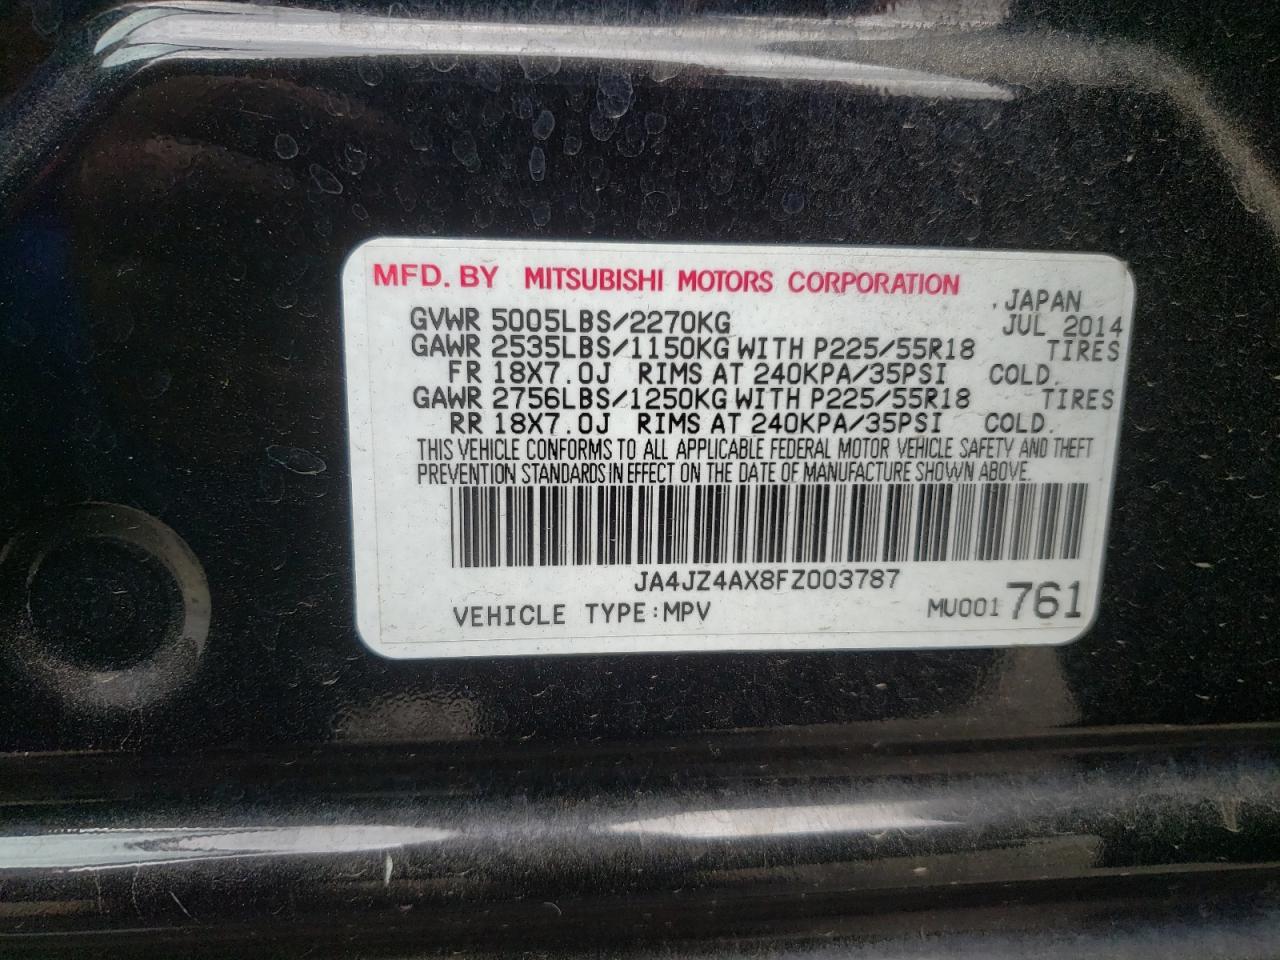 MFD. BY MITSUBISHI MOTORS CORPORATION
. JAPAN
GVWR 5005LBS/2270KG JUL 2014
GAWR 2535LBS/1150KG WITH P225/55R18 TIRES
FR 18X7.0J RIMS AT 240KPA/35PSI COLD.
GAWR 2756LBS/1250KG WITH P225/55R18 TIRES
RR 18X7.0J RIMS AT 240KPA/35PSI COLD.
THIS VEHICLE CONFORMS TO ALL APPLICABLE FEDERAL MOTOR VEHICLE SAFETY AND THEFT
PREVENTION STANDARDS IN EFFECT ON THE DATE OF MANUFACTURE SHOWN ABOVE.
JA4JZ4AX8FZ003787
VEHICLE TYPE:MPV MU001 761